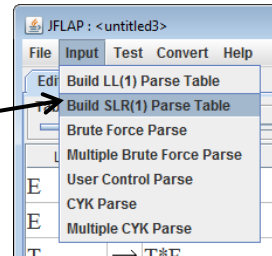 JFLAP : <untitled3>
File Input Test Convert Help
Edi
Build LL(1) Parse Table
Build SLR(1) Parse Table
Brute Force Parse
Multiple Brute Force Parse
E
User Control Parse
CYK Parse
E
Multiple CYK Parse
T → T*F